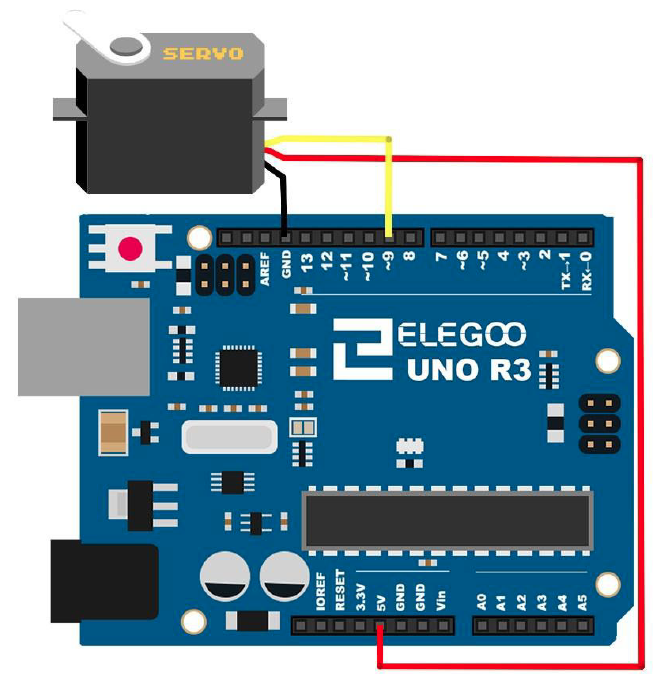 SERVO
AREF
GND
13
12
~11
~10
~9
8
7
~6
~5
4
~3
2
TX→1
RX←0
ELEGOO
UNO R3
IOREF
RESET
3.3V
5V
GND
GND
Vin
A0
A1
A2
A3
A4
A5